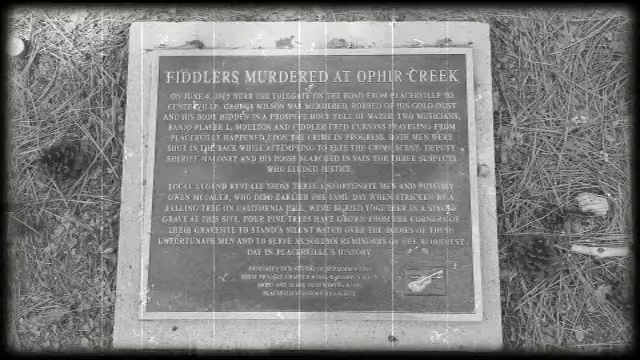 FIDDLERS MURDERED AT OPHIR CREEK
ON JUNE 4, NEAR THE TOLLGATE ON THE ROAD FROM PLACERVILLE TO
CENTERVILLE, GEORGE WILSON WAS MURDERED, ROBBED OF HIS GOLD DUST
AND HIS BODY HIDDEN IN A PROSPECT HOLE FULL OF WATER. TWO MUSICIANS,
BANJO PLAYER L. MOULTON AND FIDDLER FRED CURSONS TRAVELING FROM
PLACERVILLE HAPPENED UPON THE CRIME IN PROGRESS. BOTH MEN WERE
SHOT IN THE BACK WHILE ATTEMPTING TO FLEE THE CRIME SCENE. DEPUTY
SHERIFF MALONEY AND HIS POSSE SEARCHED IN VAIN FOR THREE SUSPECTS
WHO ELUDED JUSTICE.
LOCAL LEGEND REVEALS THOSE THREE UNFORTUNATE MEN AND POSSIBLY
OWEN McCALER, WHO DIED EARLIER THE SAME DAY WHEN STRICKEN BY A
FALLING TREE ON CALIFORNIA HILL, WERE BURIED TOGETHER IN A SINGLE
GRAVE AT THIS SITE. FOUR PINE TREES HAVE GROWN FROM THE CORNERS OF
THEIR GRAVESITE TO STAND A SILENT WATCH OVER THE BODIES OF THESE
UNFORTUNATE MEN AND TO SERVE AS SOLEMN REMINDERS OF THE BLOODIEST
DAY IN PLACERVILLE'S HISTORY.
DEDICATED THIS DAY OF SEPTEMBER